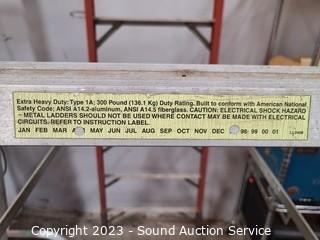 Extra Heavy Duty: Type 1A; 300 Pound (136.1 Kg) Duty Rating. Built to conform with American National
Safety Code: ANSI A14.2-aluminum, ANSI A14.5 fiberglass. CAUTION: ELECTRICAL SHOCK HAZARD
- METAL LADDERS SHOULD NOT BE USED WHERE CONTACT MAY BE MADE WITH ELECTRICAL
CIRCUITS. REFER TO INSTRUCTION LABEL.
JAN FEB MAR MAY JUN JUL AUG SEP OCT NOV DEC 98 99 00 01
Copyright © 2023 - Sound Auction Service